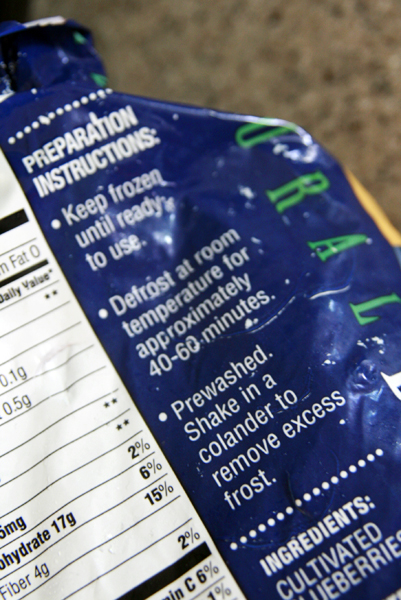 PREPARATION
INSTRUCTIONS:
• Keep frozen
until ready
to use.
• Defrost at room
temperature for
approximately
40-60 minutes.
• Prewashed.
Shake in a
colander to
remove excess
frost.
INGREDIENTS:
CULTIVATED
URAL
Fat 0
Daily Value*
**
0.1g
0.5g
**
**
2%
6%
15%
5mg
17g
Fiber 4g
2%
C 6%